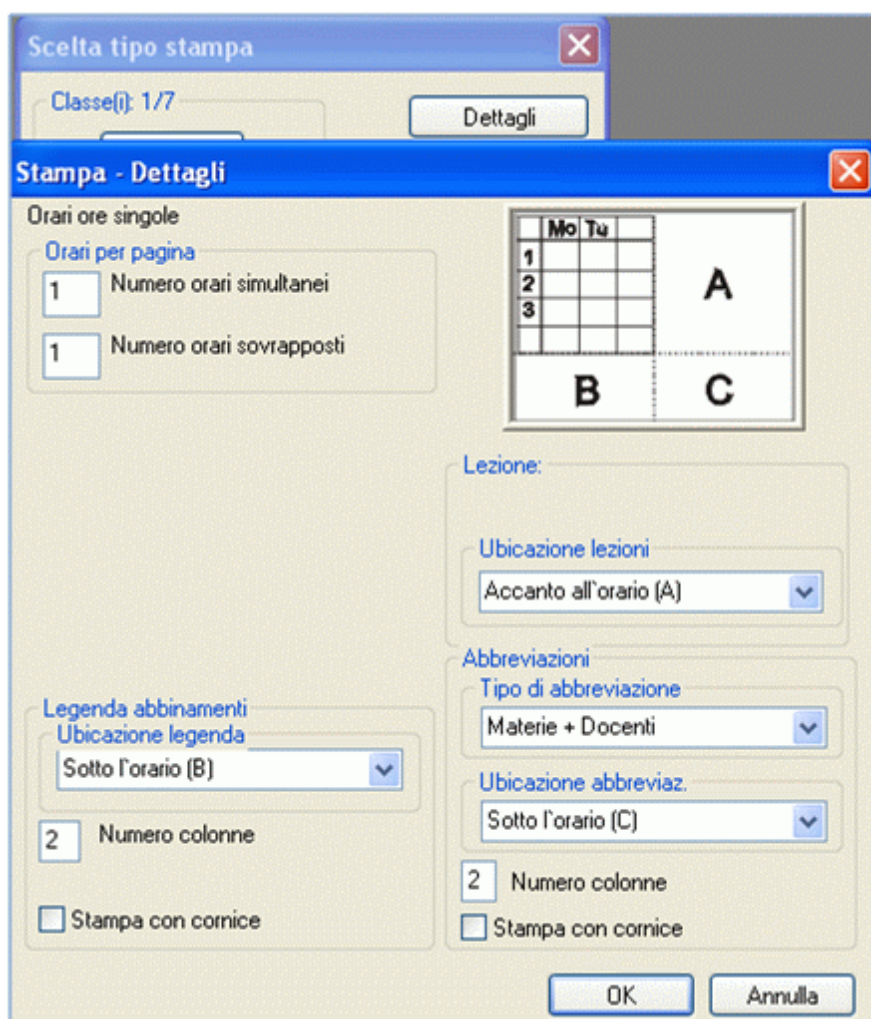 Scelta tipo stampa
Classe(i): 1/7
Dettagli
Stampa - Dettagli
Orari ore singole
Orari per pagina
1 Numero orari simultanei
1 Numero orari sovrapposti
Mo Tu
1
2
3
A
B
C
Lezione:
Ubicazione lezioni
Accanto all`orario (A)
Abbreviazioni
Tipo di abbreviazione
Materie + Docenti
Ubicazione abbreviaz.
Sotto l`orario (C)
2 Numero colonne
Stampa con cornice
Legenda abbinamenti
Ubicazione legenda
Sotto l`orario (B)
2 Numero colonne
Stampa con cornice
OK
Annulla